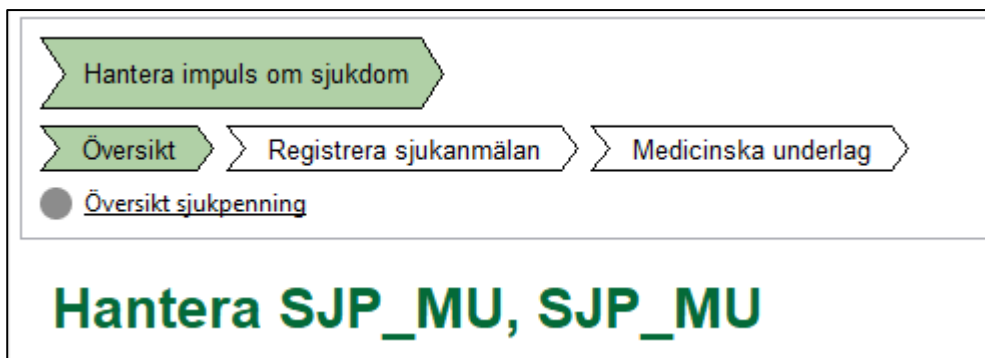 Hantera impuls om sjukdom
Översikt Registrera sjukanmälan Medicinska underlag
Översikt sjukpenning
Hantera SJP_MU, SJP_MU